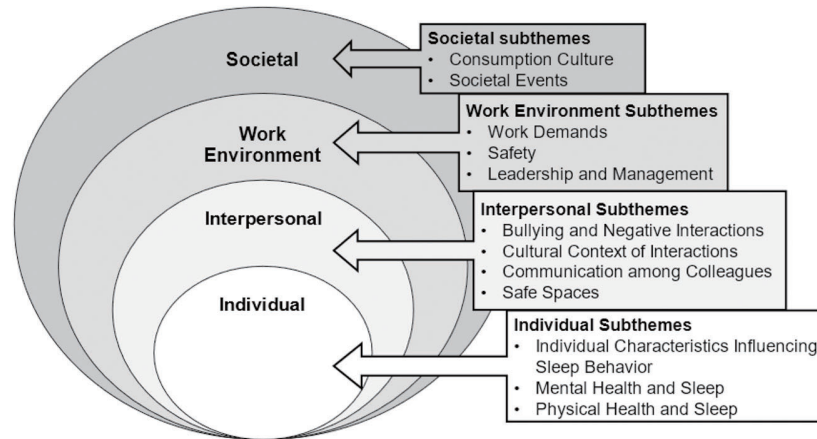 Societal
Societal subthemes
• Consumption Culture
• Societal Events
Work
Environment
Work Environment Subthemes
• Work Demands
• Safety
• Leadership and Management
Interpersonal
Interpersonal Subthemes
• Bullying and Negative Interactions
• Cultural Context of Interactions
• Communication among Colleagues
• Safe Spaces
Individual
Individual Subthemes
• Individual Characteristics Influencing
Sleep Behavior
• Mental Health and Sleep
• Physical Health and Sleep